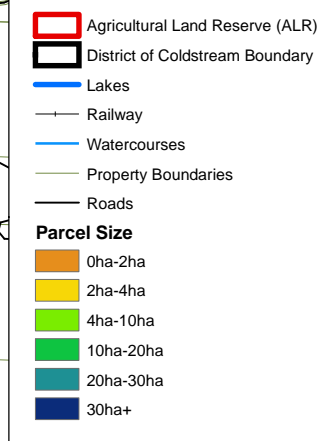 Agricultural Land Reserve (ALR)
District of Coldstream Boundary
Lakes
Railway
Watercourses
Property Boundaries
Roads
Parcel Size
0ha-2ha
2ha-4ha
4ha-10ha
10ha-20ha
20ha-30ha
30ha+